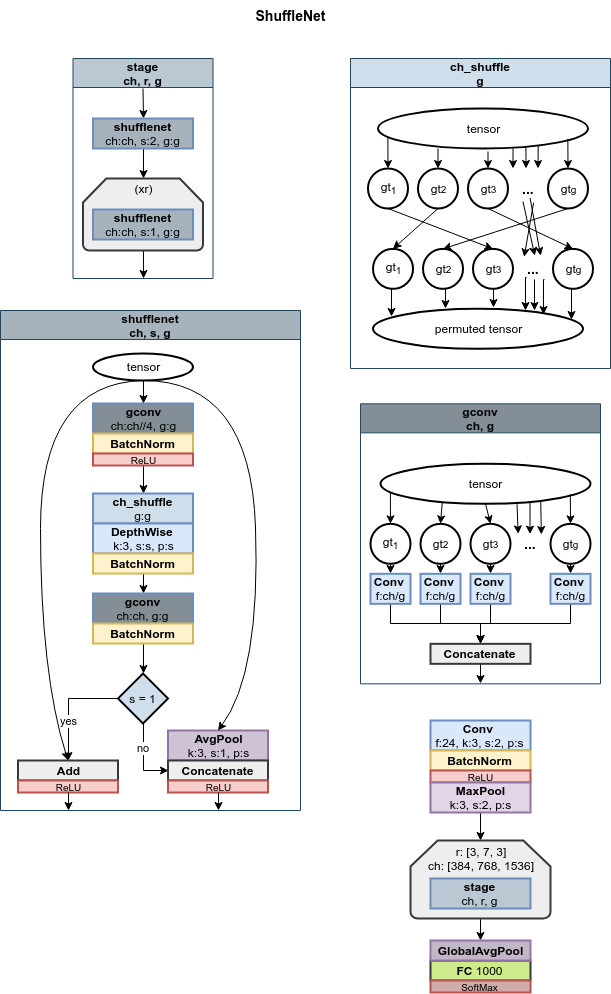 ShuffleNet
stage
ch, r, g
shufflenet
ch:ch, s:2, g:g
(xr)
shufflenet
ch:ch, s:1, g:g
ch_shuffle
g
tensor
gt1 gt2 gt3 ... gtg
gt1 gt2 gt3 ... gtg
permuted tensor
shufflenet
ch, s, g
tensor
gconv
ch:ch//4, g:g
BatchNorm
ReLU
ch_shuffle
g:g
DepthWise
k:3, s:s, p:s
BatchNorm
gconv
ch:ch, g:g
BatchNorm
s = 1
yes
no
AvgPool
k:3, s:1, p:s
Add
Concatenate
ReLU
ReLU
gconv
ch, g
tensor
gt1 gt2 gt3 ... gtg
Conv Conv Conv Conv
f:ch/g f:ch/g f:ch/g f:ch/g
Concatenate
Conv
f:24, k:3, s:2, p:s
BatchNorm
ReLU
MaxPool
k:3, s:2, p:s
r: [3, 7, 3]
ch: [384, 768, 1536]
stage
ch, r, g
GlobalAvgPool
FC 1000
SoftMax